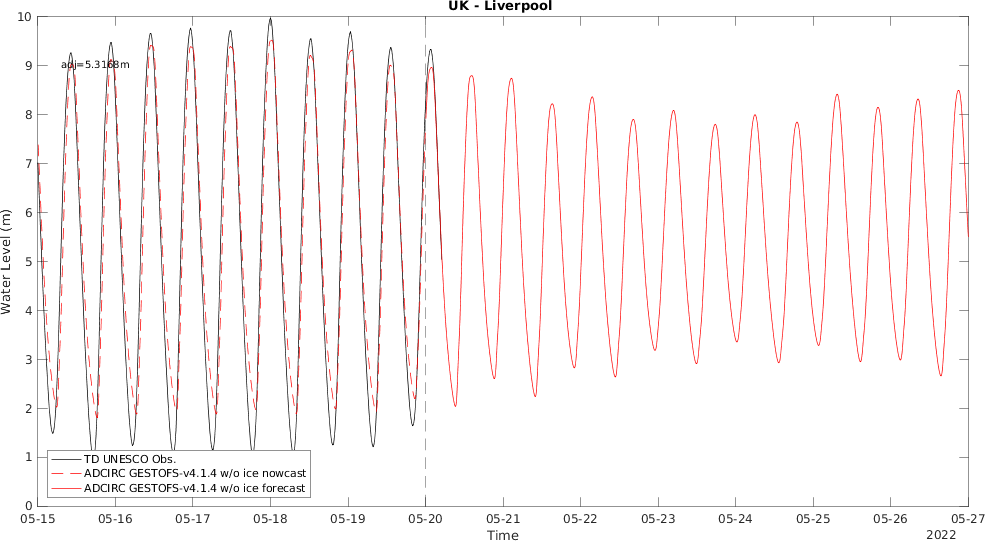 UK - Liverpool
10
9
8
7
6
5
4
3
2
1
0
Water Level (m)
adj=5.3168m
TD UNESCO Obs.
ADCIRC GESTOFS-v4.1.4 w/o ice nowcast
ADCIRC GESTOFS-v4.1.4 w/o ice forecast
05-15 05-16 05-17 05-18 05-19 05-20 05-21 05-22 05-23 05-24 05-25 05-26 05-27
Time
2022